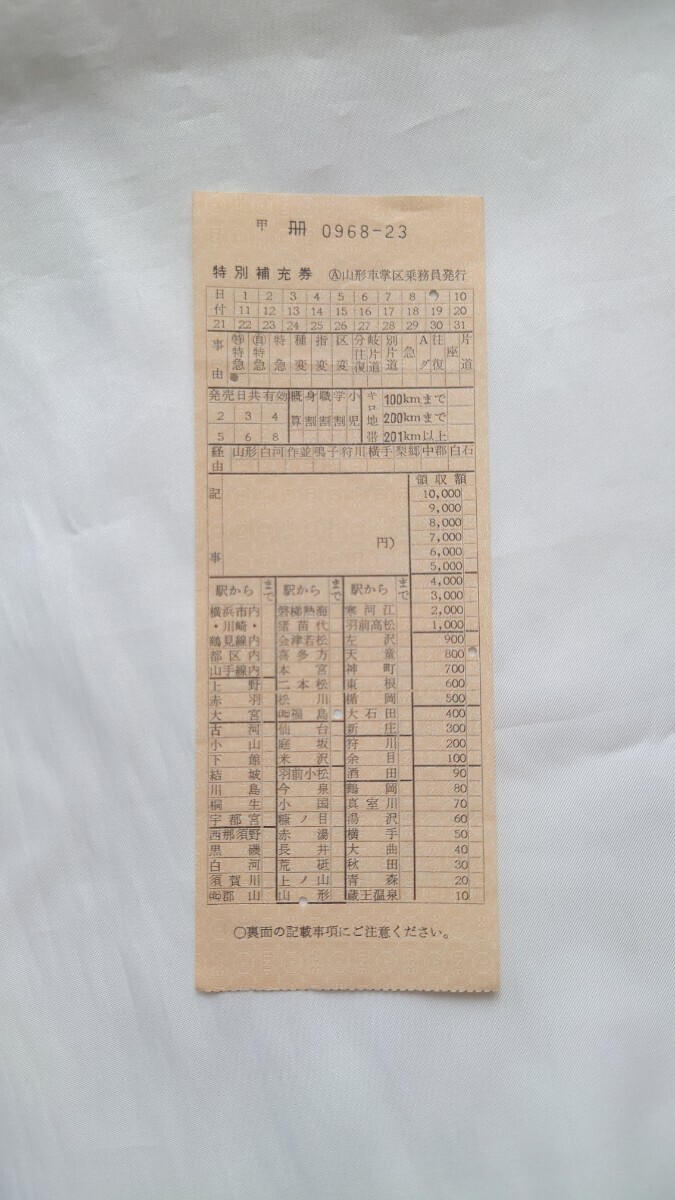 甲 冊 0968-23
特別補充券 Ⓐ山形車掌区乗務員発行
日 1 2 3 4 5 6 7 8 10
付 11 12 13 14 15 16 17 18 19 20
21 22 23 24 25 26 27 28 29 30 31
事由 特急 特急 特急 種変 指変 区変 分岐往復 岐片道 別片道 急 Aグ 往復 座席 片道
発売日共有効 概算 身割 職割 学割 小児 キロ地帯 100kmまで
2 3 4 200kmまで
5 6 8 201km以上
経由 山形 白河 作並 鳴子 狩川 横手 梨郷 中郡 白石
記事 円) 領収額
10,000
9,000
8,000
7,000
6,000
5,000
駅から まで 駅から まで 駅から まで 4,000
3,000
横浜市内 磐梯熱海 寒河江 2,000
・川崎・ 猪苗代 羽前高松 1,000
鶴見線内 会津若松 左沢 900
都区内 喜多方 天童 800
山手線内 本宮 神町 700
上野 二本松 東根 600
赤羽 松川 楯岡 500
大宮 ㈫福島 大石田 400
古河 仙台 新庄 300
小山 庭坂 狩川 200
下館 米沢 余目 100
結城 羽前小松 酒田 90
川島 今泉 鶴岡 80
桐生 小国 真室川 70
宇都宮 糠ノ目 湯沢 60
西那須野 赤湯 横手 50
黒磯 長井 大曲 40
白河 荒砥 秋田 30
須賀川 上ノ山 青森 20
郡山 山形 蔵王温泉 10
○裏面の記載事項にご注意ください。